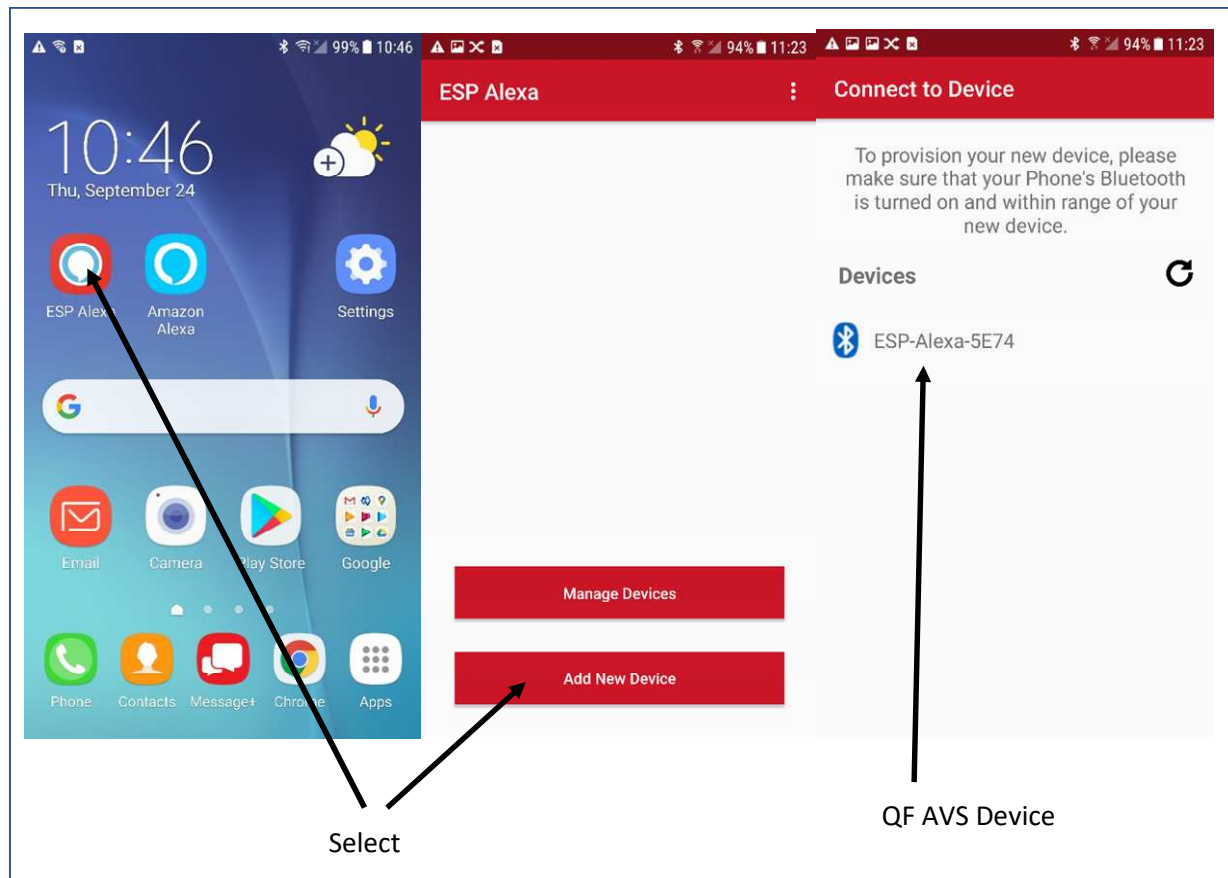 99% 10:46
10:46
Thu, September 24
ESP Alexa
Amazon
Alexa
Settings
G
Email
Camera
Play Store
Google
Phone
Contacts
Message+
Chrome
Apps
94% 11:23
ESP Alexa
Manage Devices
Add New Device
94% 11:23
Connect to Device
To provision your new device, please
make sure that your Phone's Bluetooth
is turned on and within range of your
new device.
Devices
ESP-Alexa-5E74
Select
QF AVS Device